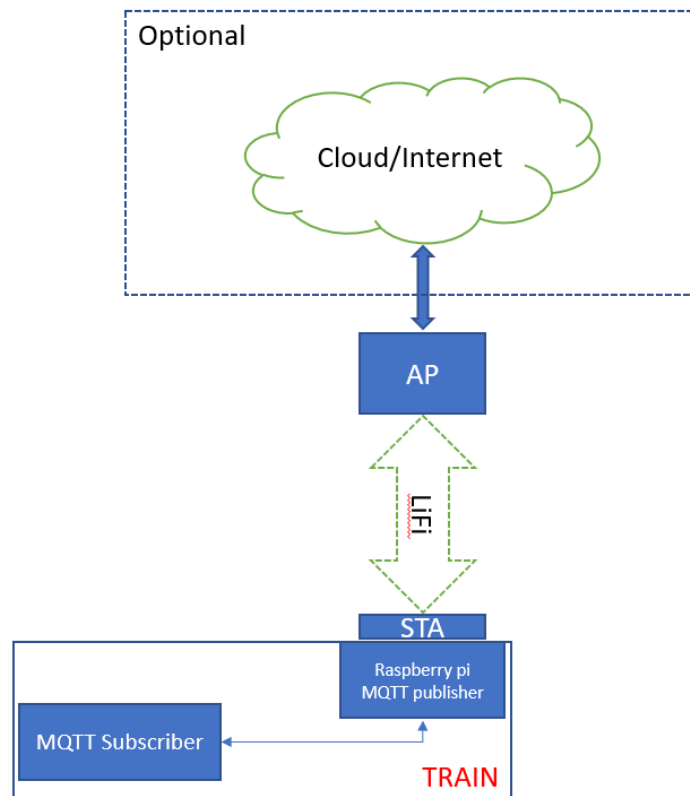 Optional
Cloud/Internet
AP
LiFi
STA
Raspberry pi
MQTT publisher
MQTT Subscriber
TRAIN